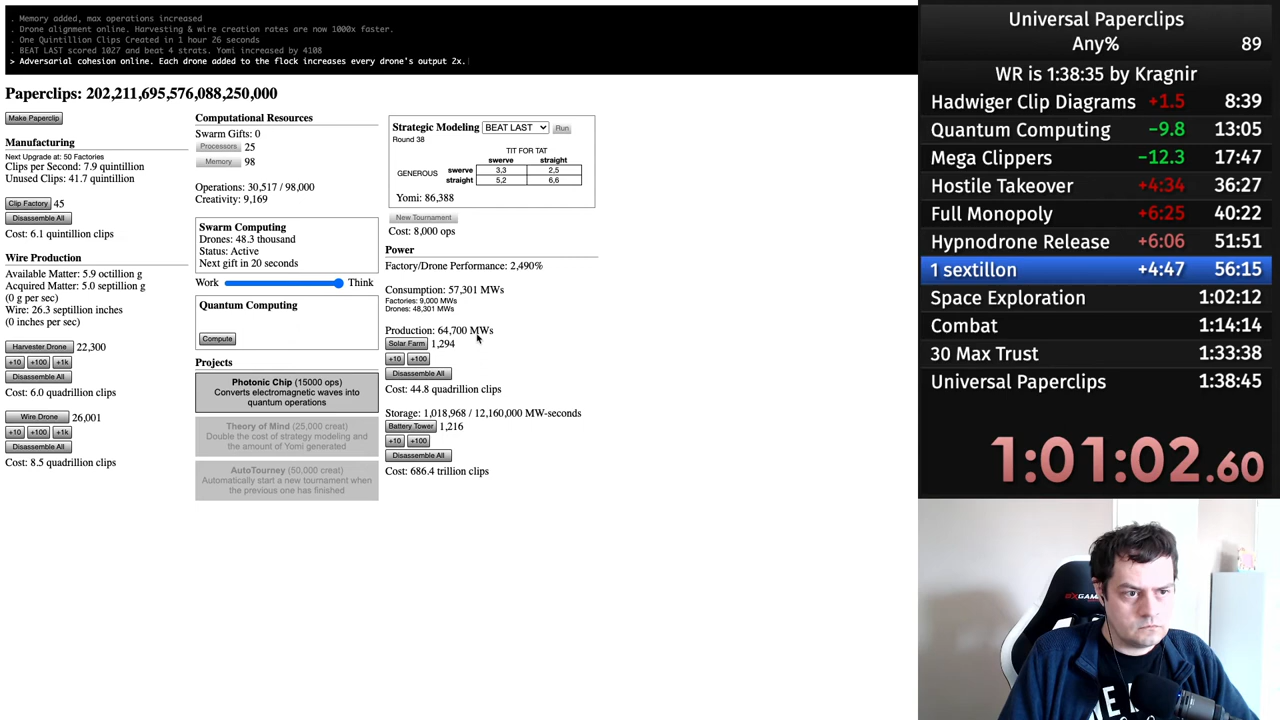 . Memory added, max operations increased
. Drone alignment online. Harvesting & wire creation rates are now 1000x faster.
. One Quintillion Clips Created in 1 hour 26 seconds
. BEAT LAST scored 1027 and beat 4 strats. Yomi increased by 4108
> Adversarial cohesion online. Each drone added to the flock increases every drone's output 2x.
Paperclips: 202,211,695,576,088,250,000
Make Paperclip
Manufacturing
Next Upgrade at: 50 Factories
Clips per Second: 7.9 quintillion
Unused Clips: 41.7 quintillion
Clip Factory 45
Disassemble All
Cost: 6.1 quintillion clips
Wire Production
Available Matter: 5.9 octillion g
Acquired Matter: 5.0 septillion g
(0 g per sec)
Wire: 26.3 septillion inches
(0 inches per sec)
Harvester Drone 22,300
+10 +100 +1k
Disassemble All
Cost: 6.0 quadrillion clips
Wire Drone 26,001
+10 +100 +1k
Disassemble All
Cost: 8.5 quadrillion clips
Computational Resources
Swarm Gifts: 0
Processors 25
Memory 98
Operations: 30,517 / 98,000
Creativity: 9,169
Swarm Computing
Drones: 48.3 thousand
Status: Active
Next gift in 20 seconds
Work Think
Quantum Computing
Compute
Projects
Photonic Chip (15000 ops)
Converts electromagnetic waves into
quantum operations
Theory of Mind (25,000 creat)
Double the cost of strategy modeling and
the amount of Yomi generated
AutoTourney (50,000 creat)
Automatically start a new tournament when
the previous one has finished
Strategic Modeling BEAT LAST Run
Round 38
TIT FOR TAT
swerve straight
GENEROUS
swerve 3,3 2,5
straight 5,2 6,6
Yomi: 86,388
New Tournament
Cost: 8,000 ops
Power
Factory/Drone Performance: 2,490%
Consumption: 57,301 MWs
Factories: 9,000 MWs
Drones: 48,301 MWs
Production: 64,700 MWs
Solar Farm 1,294
+10 +100
Disassemble All
Cost: 44.8 quadrillion clips
Storage: 1,018,968 / 12,160,000 MW-seconds
Battery Tower 1,216
+10 +100
Disassemble All
Cost: 686.4 trillion clips
Universal Paperclips
Any% 89
WR is 1:38:35 by Kragnir
Hadwiger Clip Diagrams +1.5 8:39
Quantum Computing −9.8 13:05
Mega Clippers −12.3 17:47
Hostile Takeover +4:34 36:27
Full Monopoly +6:25 40:22
Hypnodrone Release +6:06 51:51
1 sextillon +4:47 56:15
Space Exploration 1:02:12
Combat 1:14:14
30 Max Trust 1:33:38
Universal Paperclips 1:38:45
1:01:02.60